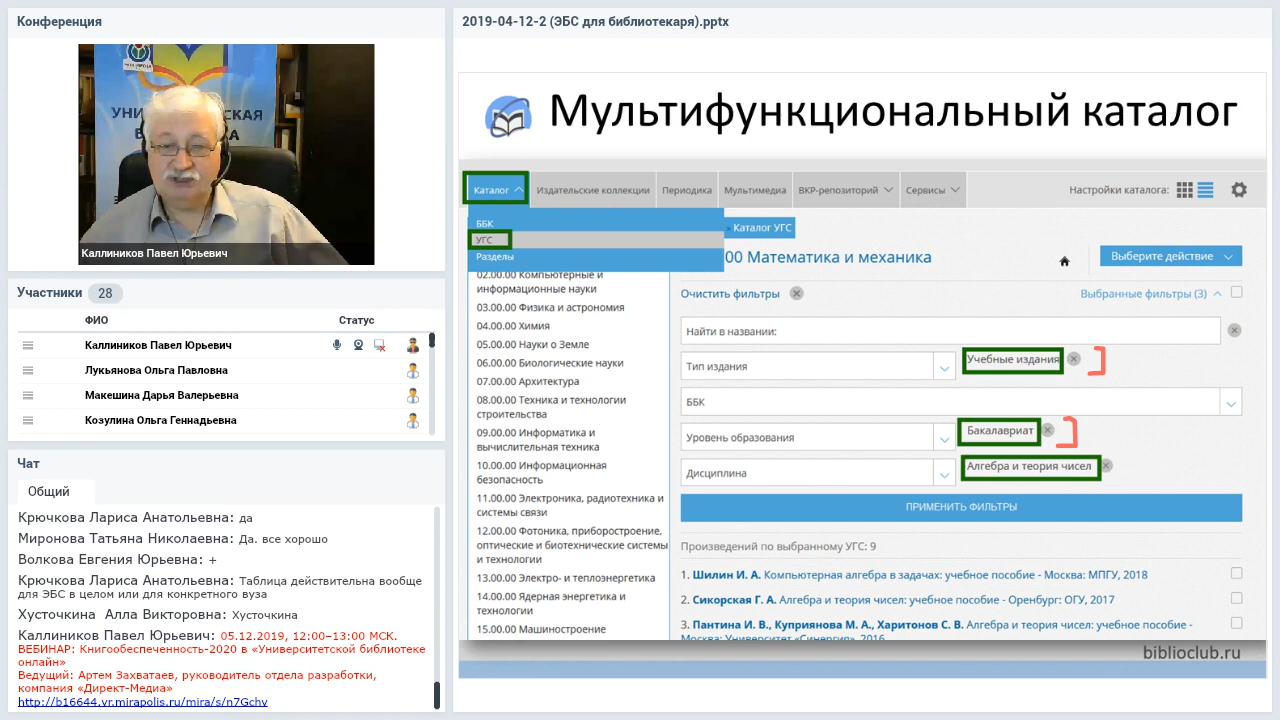 Конференция
УНИ
СКАЯ
Каллиников Павел Юрьевич
Участники 28
ФИО Статус
Каллиников Павел Юрьевич
Лукьянова Ольга Павловна
Макешина Дарья Валерьевна
Козулина Ольга Геннадьевна
Чат
Общий
Крючкова Лариса Анатольевна: да
Миронова Татьяна Николаевна: Да. все хорошо
Волкова Евгения Юрьевна: +
Крючкова Лариса Анатольевна: Таблица действительна вообще
для ЭБС в целом или для конкретного вуза
Хусточкина Алла Викторовна: Хусточкина
Каллиников Павел Юрьевич: 05.12.2019, 12:00–13:00 МСК.
ВЕБИНАР: Книгообеспеченность-2020 в «Университетской библиотеке
онлайн»
Ведущий: Артем Захватаев, руководитель отдела разработки,
компания «Директ-Медиа»
http://b16644.vr.mirapolis.ru/mira/s/n7Gchv
2019-04-12-2 (ЭБС для библиотекаря).pptx
Мультифункциональный каталог
Каталог Издательские коллекции Периодика Мультимедиа ВКР-репозиторий Сервисы Настройки каталога:
ББК
УГС
Разделы
Каталог УГС
00 Математика и механика
Выберите действие
02.00.00 Компьютерные и
информационные науки
03.00.00 Физика и астрономия
04.00.00 Химия
05.00.00 Науки о Земле
06.00.00 Биологические науки
07.00.00 Архитектура
08.00.00 Техника и технологии
строительства
09.00.00 Информатика и
вычислительная техника
10.00.00 Информационная
безопасность
11.00.00 Электроника, радиотехника и
системы связи
12.00.00 Фотоника, приборостроение,
оптические и биотехнические системы
и технологии
13.00.00 Электро- и теплоэнергетика
14.00.00 Ядерная энергетика и
технологии
15.00.00 Машиностроение
Очистить фильтры Выбранные фильтры (3)
Найти в названии:
Тип издания Учебные издания
ББК
Уровень образования Бакалавриат
Дисциплина Алгебра и теория чисел
ПРИМЕНИТЬ ФИЛЬТРЫ
Произведений по выбранному УГС: 9
1. Шилин И. А. Компьютерная алгебра в задачах: учебное пособие - Москва: МПГУ, 2018
2. Сикорская Г. А. Алгебра и теория чисел: учебное пособие - Оренбург: ОГУ, 2017
3. Пантина И. В., Куприянова М. А., Харитонов С. В. Алгебра и теория чисел: учебное пособие -
Москва: Университет «Синергия», 2016
biblioclub.ru